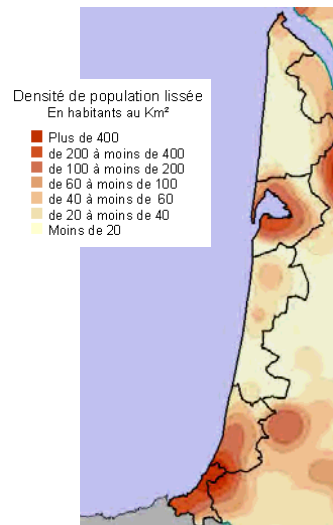 Densité de population lissée
En habitants au Km²
Plus de 400
de 200 à moins de 400
de 100 à moins de 200
de 60 à moins de 100
de 40 à moins de 60
de 20 à moins de 40
Moins de 20